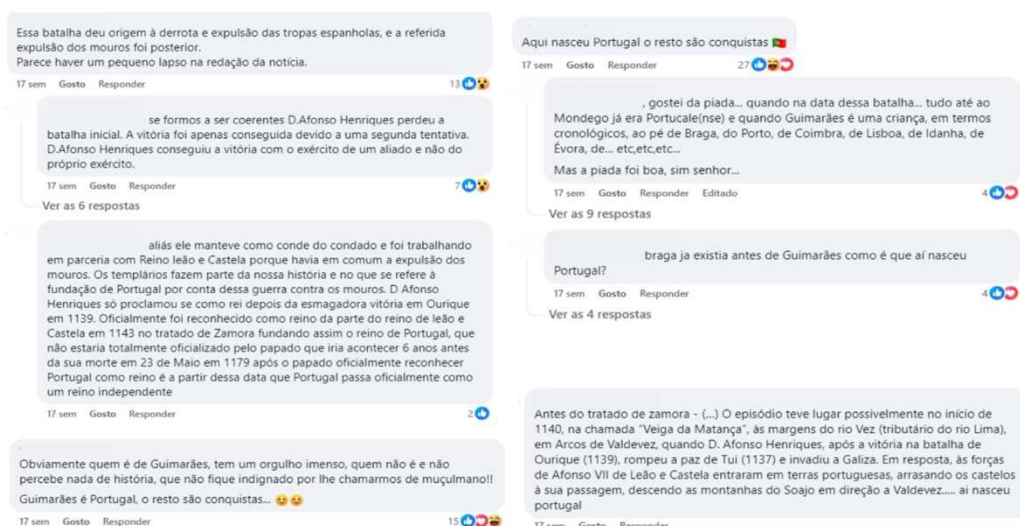 Essa batalha deu origem à derrota e expulsão das tropas espanholas, e a referida
expulsão dos mouros foi posterior.
Parece haver um pequeno lapso na redação da notícia.
17 sem Gosto Responder 13
se formos a ser coerentes D.Afonso Henriques perdeu a
batalha inicial. A vitória foi apenas conseguida devido a uma segunda tentativa.
D.Afonso Henriques conseguiu a vitória com o exército de um aliado e não do
próprio exército.
17 sem Gosto Responder 7
Ver as 6 respostas
aliás ele manteve como conde do condado e foi trabalhando
em parceria com Reino leão e Castela porque havia em comum a expulsão dos
mouros. Os templários fazem parte da nossa história e no que se refere à
fundação de Portugal por conta dessa guerra contra os mouros. D Afonso
Henriques só proclamou se como rei depois da esmagadora vitória em Ourique
em 1139. Oficialmente foi reconhecido como reino da parte do reino de leão e
Castela em 1143 no tratado de Zamora fundando assim o reino de Portugal, que
não estaria totalmente oficializado pelo papado que iria acontecer 6 anos antes
da sua morte em 23 de Maio em 1179 após o papado oficialmente reconhecer
Portugal como reino é a partir dessa data que Portugal passa oficialmente como
um reino independente
17 sem Gosto Responder 2
Obviamente quem é de Guimarães, tem um orgulho imenso, quem não é e não
percebe nada de história, que não fique indignado por lhe chamarmos de muçulmano!!
Guimarães é Portugal, o resto são conquistas... 😄😄
17 sem Gosto Responder 15
Aqui nasceu Portugal o resto são conquistas 🇵🇹
17 sem Gosto Responder 27
, gostei da piada... quando na data dessa batalha... tudo até ao
Mondego já era Portucale(nse) e quando Guimarães é uma criança, em termos
cronológicos, ao pé de Braga, do Porto, de Coimbra, de Lisboa, de Idanha, de
Évora, de... etc,etc,etc...
Mas a piada foi boa, sim senhor...
17 sem Gosto Responder Editado 4
Ver as 9 respostas
braga ja existia antes de Guimarães como é que aí nasceu
Portugal?
17 sem Gosto Responder 4
Ver as 4 respostas
Antes do tratado de zamora - (...) O episódio teve lugar possivelmente no início de
1140, na chamada "Veiga da Matança", às margens do rio Vez (tributário do rio Lima),
em Arcos de Valdevez, quando D. Afonso Henriques, após a vitória na batalha de
Ourique (1139), rompeu a paz de Tui (1137) e invadiu a Galiza. Em resposta, às forças
de Afonso VII de Leão e Castela entraram em terras portuguesas, arrasando os castelos
à sua passagem, descendo as montanhas do Soajo em direção a Valdevez..... ai nasceu
portugal
17 sem Gosto Responder